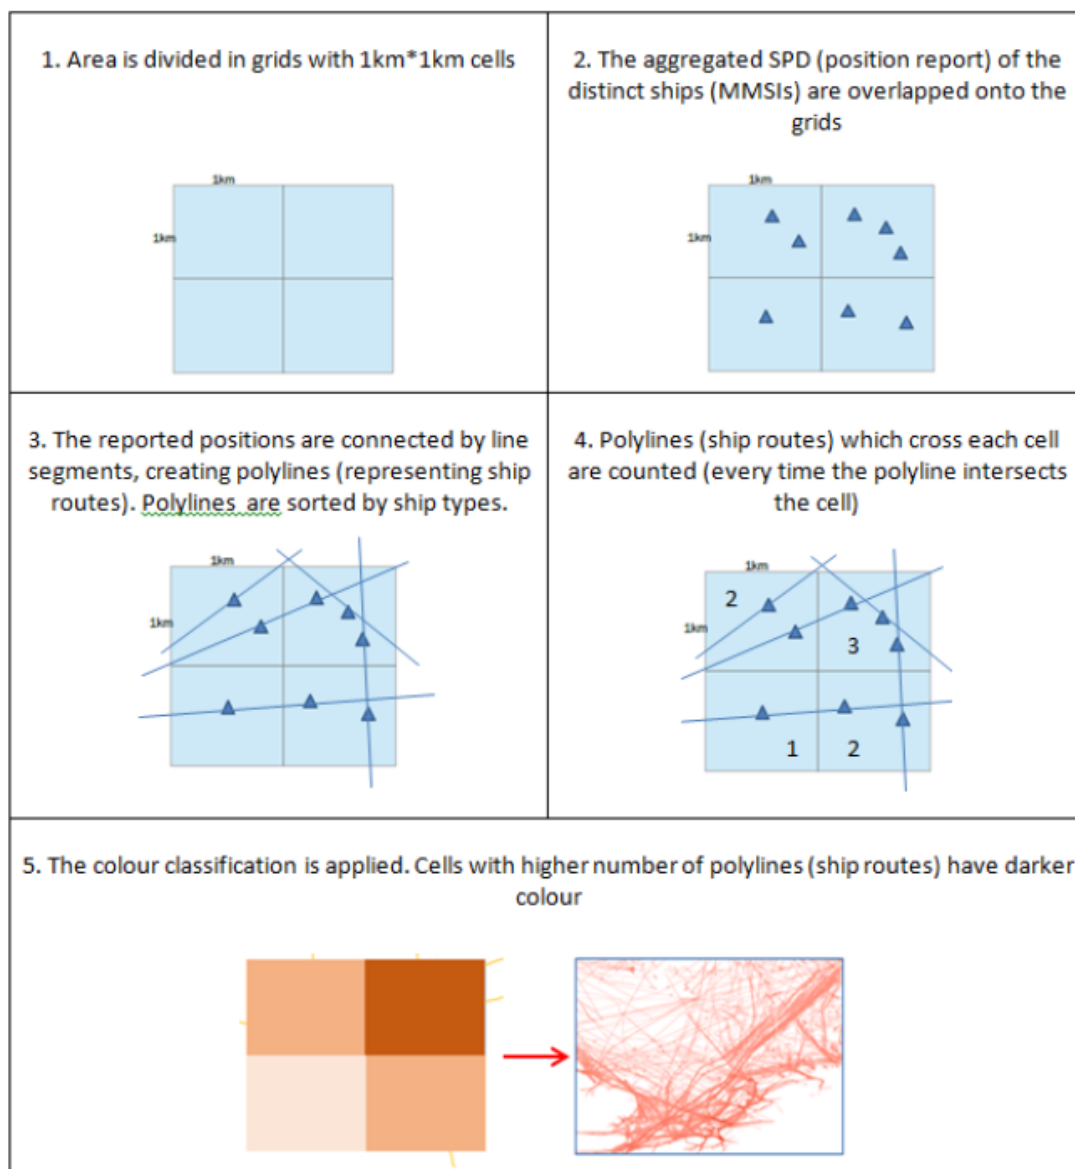 1. Area is divided in grids with 1km*1km cells
1km
1km
2. The aggregated SPD (position report) of the
distinct ships (MMSIs) are overlapped onto the
grids
1km
1km
3. The reported positions are connected by line
segments, creating polylines (representing ship
routes). Polylines are sorted by ship types.
1km
1km
4. Polylines (ship routes) which cross each cell
are counted (every time the polyline intersects
the cell)
1km
2
1km
3
1 2
5. The colour classification is applied. Cells with higher number of polylines (ship routes) have darker
colour